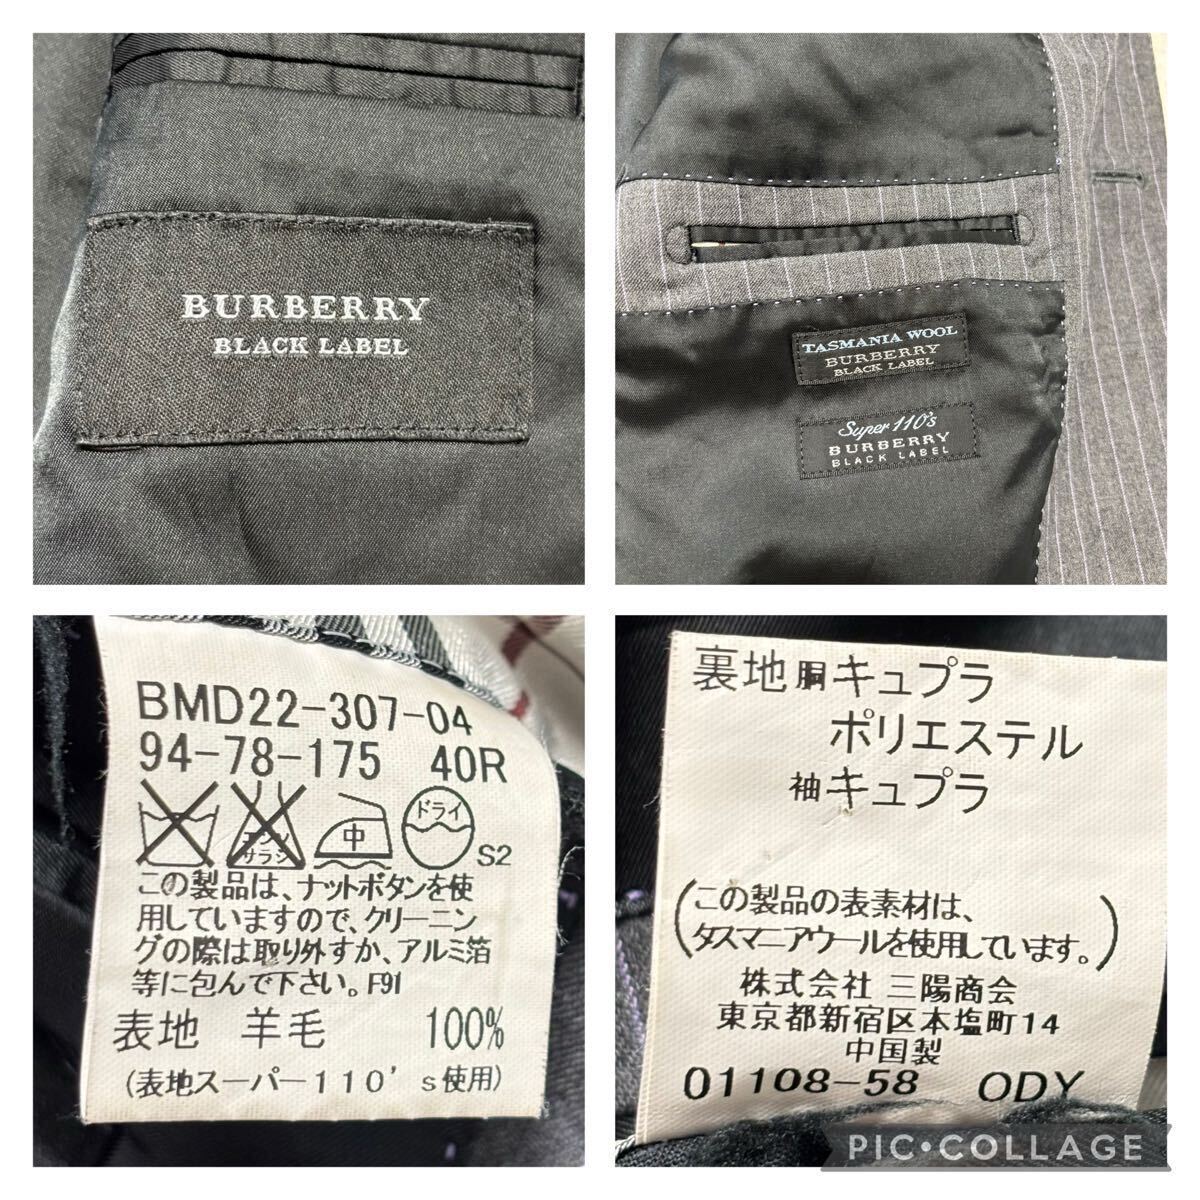 BURBERRY
BLACK LABEL
TASMANIA WOOL
BURBERRY
BLACK LABEL
Super 110's
BURBERRY
BLACK LABEL
BMD22-307-04
94-78-175 40R
エンソ
サラシ
中
ドライ
S2
この製品は、ナットボタンを使
用していますので、クリーニン
グの際は取り外すか、アルミ箔
等に包んで下さい。F91
表地 羊毛 100%
(表地スーパー110's使用)
裏地 胴 キュプラ
ポリエステル
袖 キュプラ
(この製品の表素材は、
タスマニアウールを使用しています。)
株式会社 三陽商会
東京都新宿区本塩町14
中国製
01108-58 ODY
PIC•COLLAGE